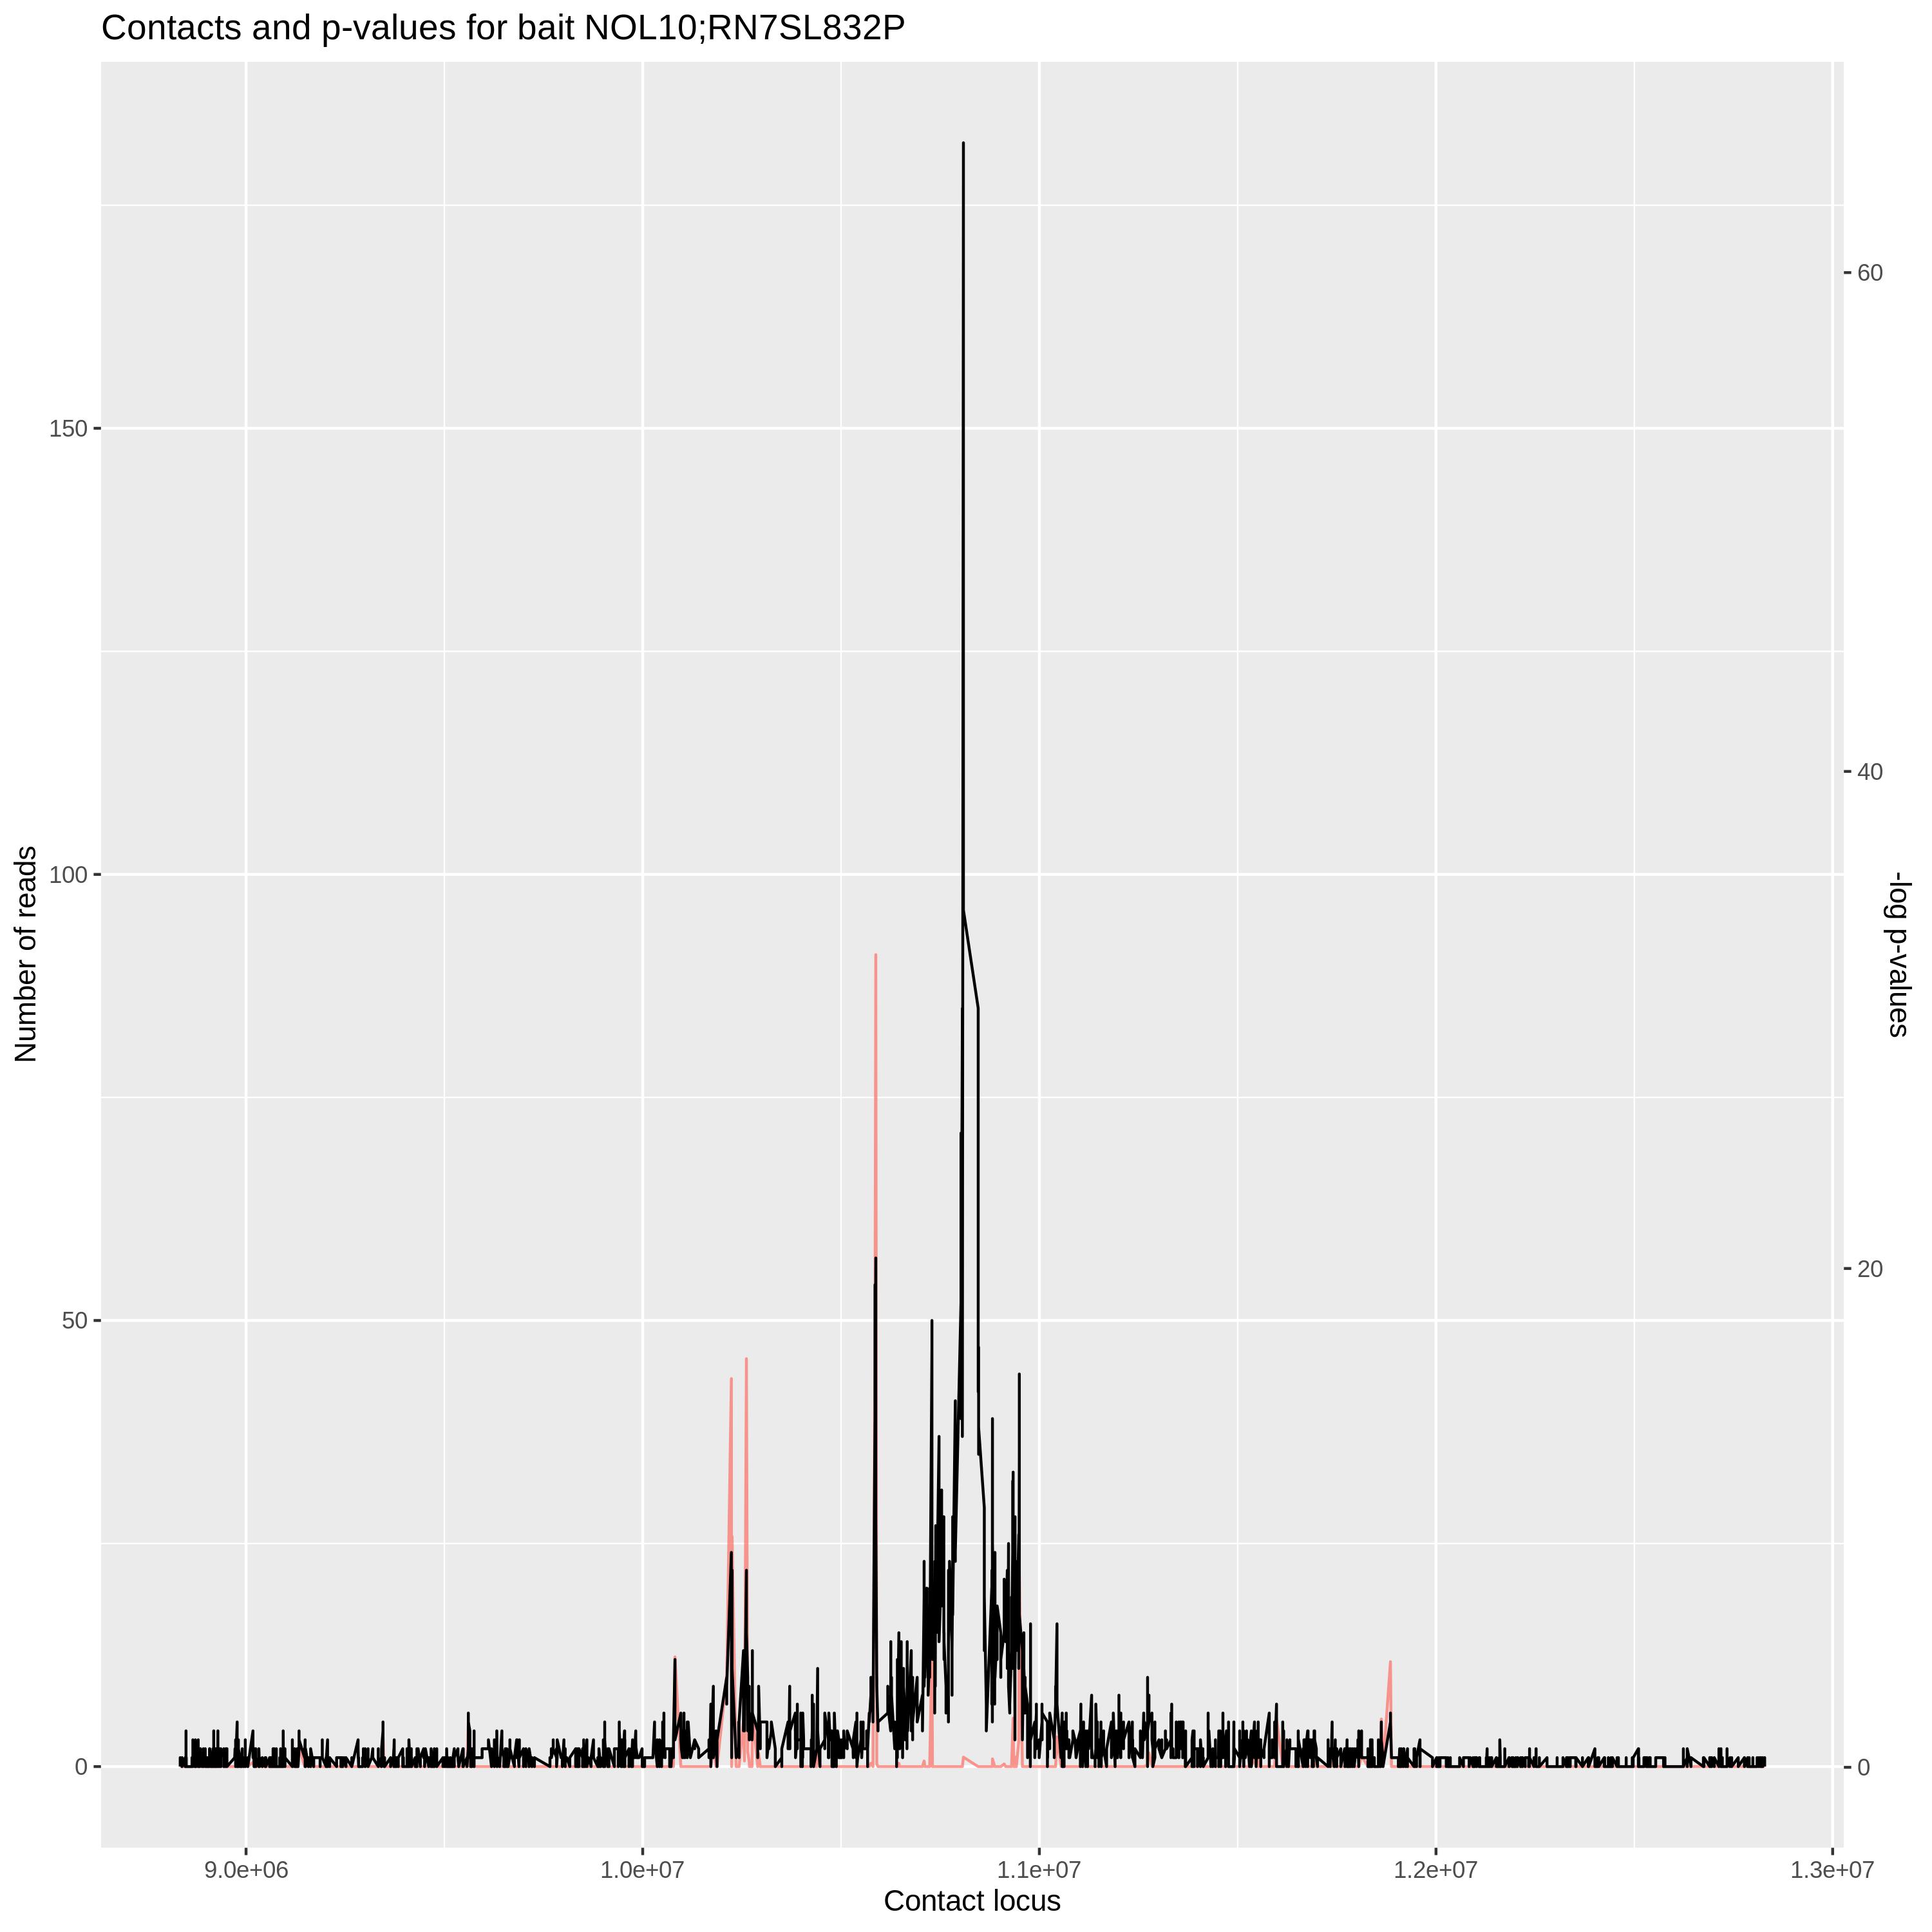 Contacts and p-values for bait NOL10;RN7SL832P
150
100
50
0
Number of reads
60
40
20
0
-log p-values
9.0e+06
1.0e+07
1.1e+07
1.2e+07
1.3e+07
Contact locus